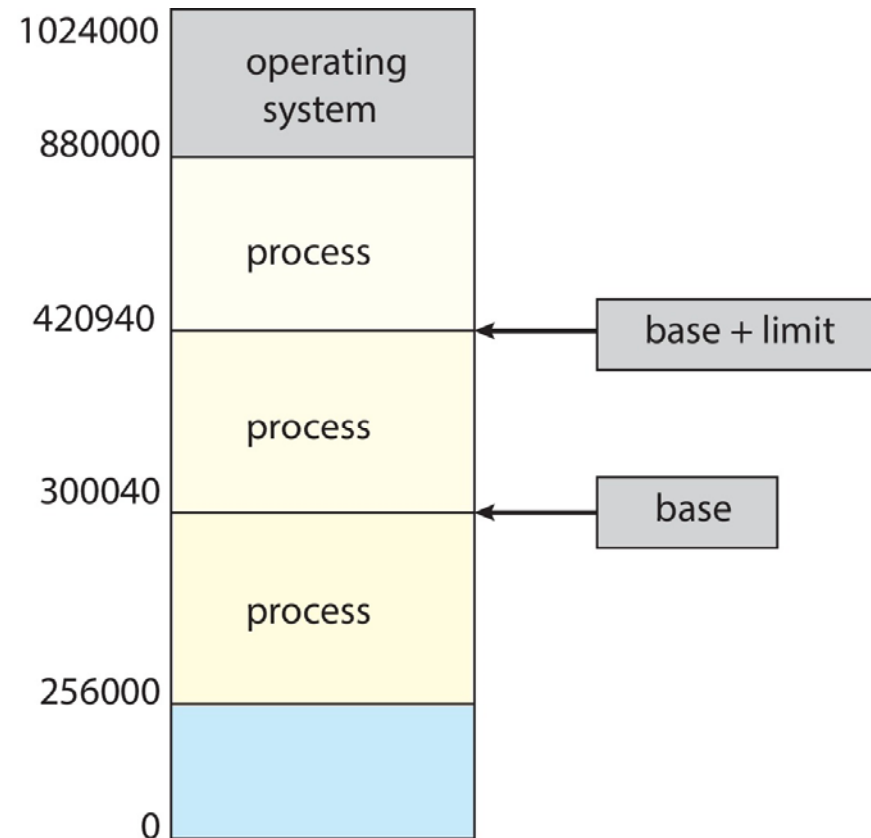 1024000
operating
system
880000
process
420940
base + limit
process
300040
base
process
256000
0